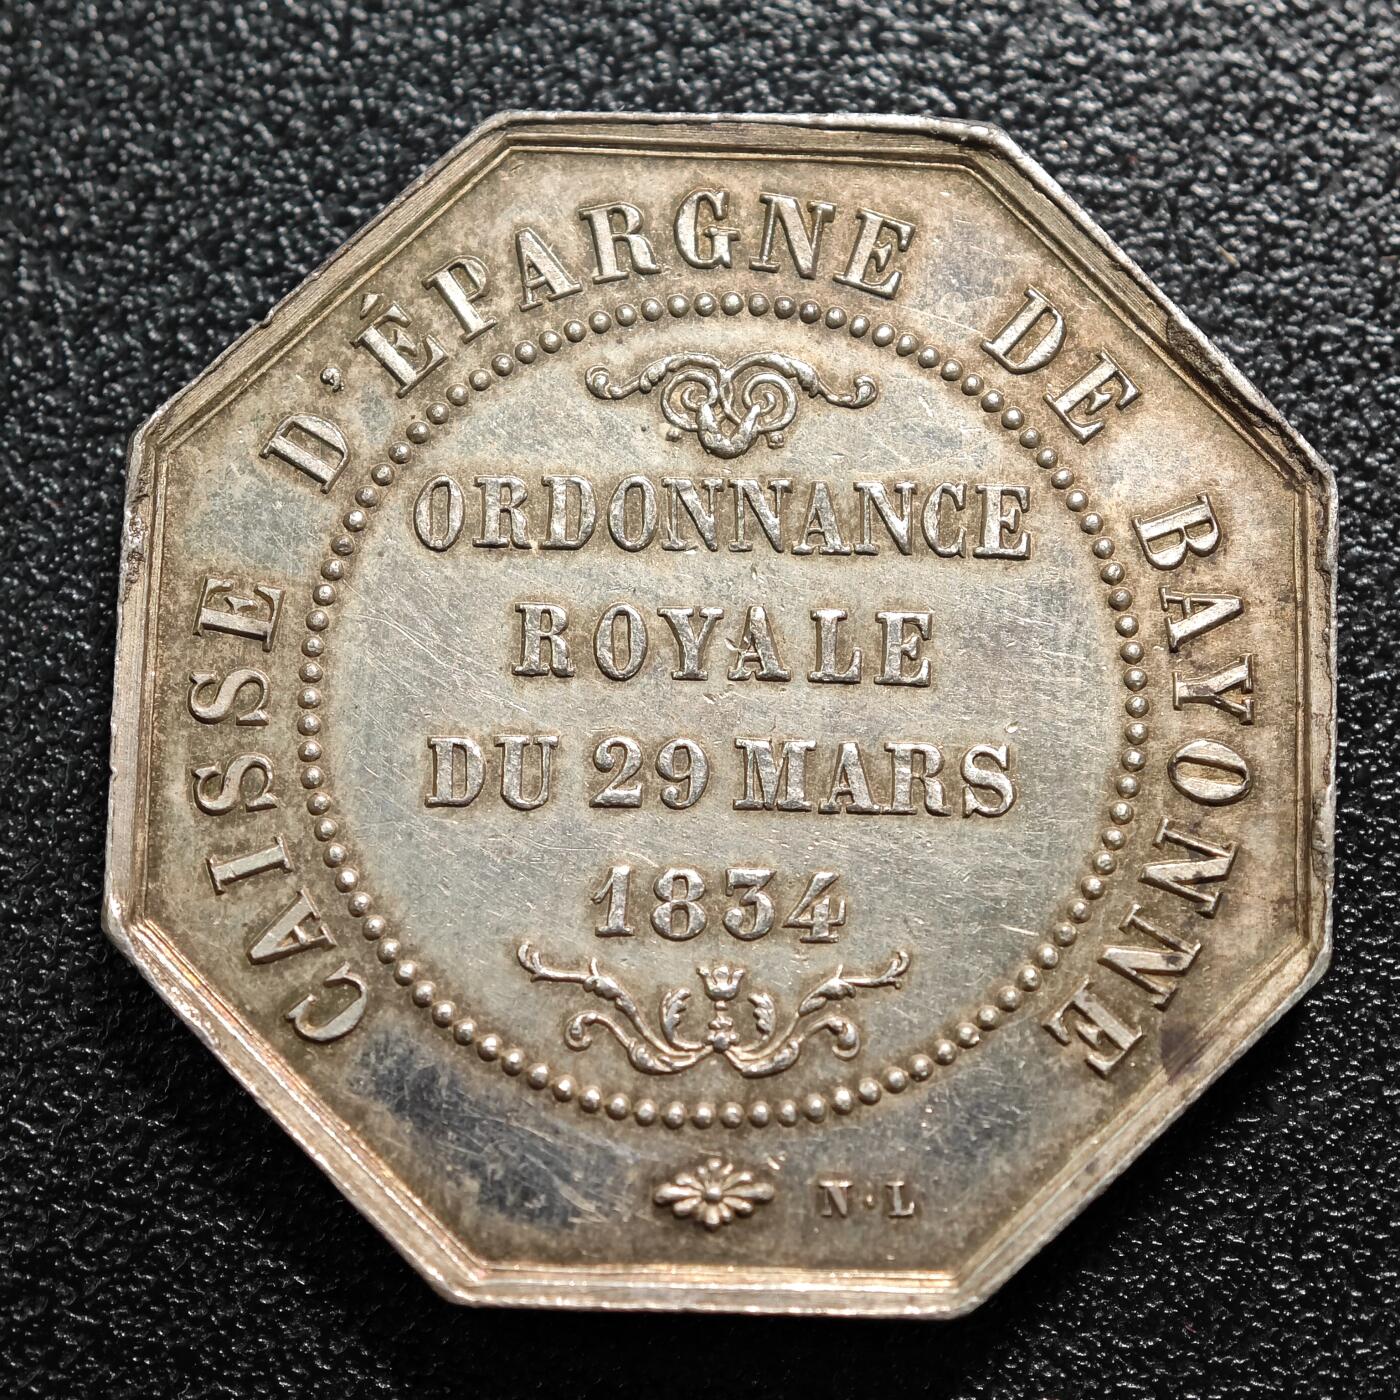 CAISSE D'ÉPARGNE DE BAYONNE
ORDONNANCE
ROYALE
DU 29 MARS
1834
N·L